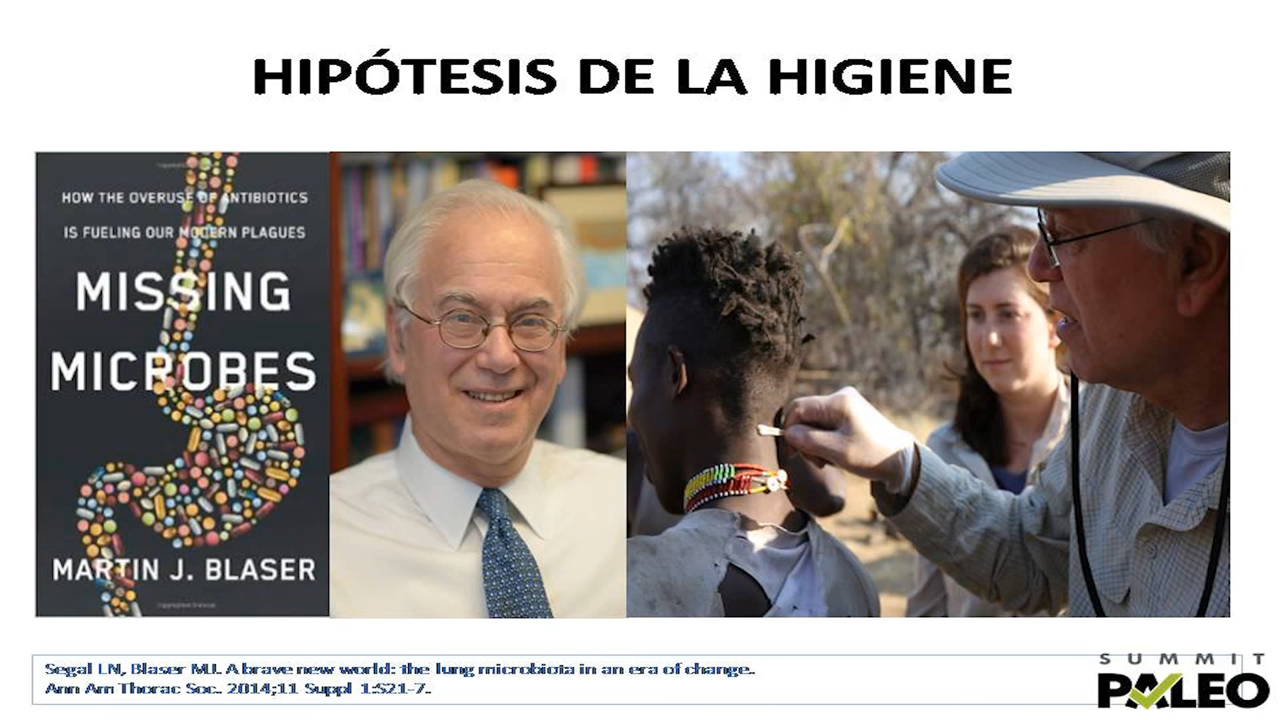 HIPÓTESIS DE LA HIGIENE
HOW THE OVERUSE OF ANTIBIOTICS
IS FUELING OUR MODERN PLAGUES
MISSING
MICROBES
MARTIN J. BLASER
Segal LN, Blaser MJ. A brave new world: the lung microbiota in an era of change.
Ann Am Thorac Soc. 2014;11 Suppl 1:S21-7.
SUMMIT
PALEO